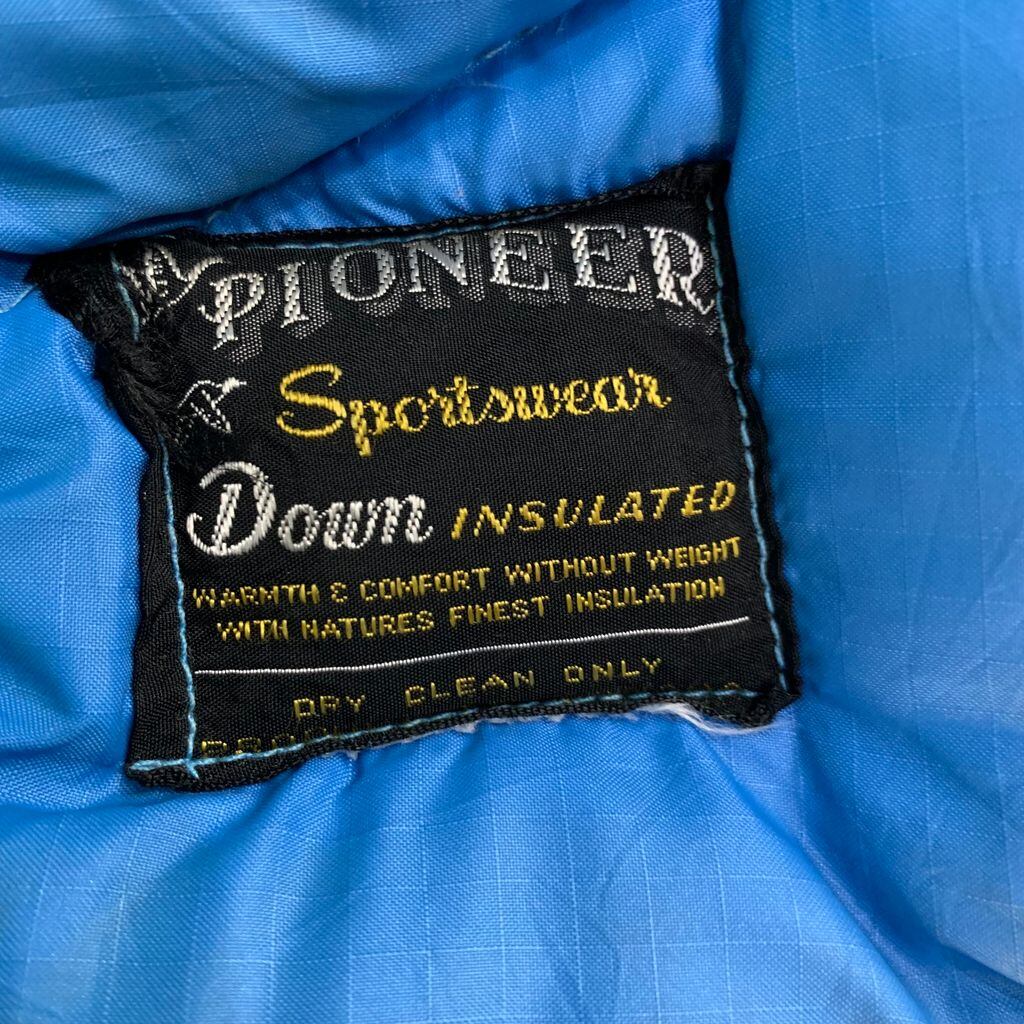 PIONEER
Sportswear
Down INSULATED
WARMTH & COMFORT WITHOUT WEIGHT
WITH NATURES FINEST INSULATION
DRY CLEAN ONLY